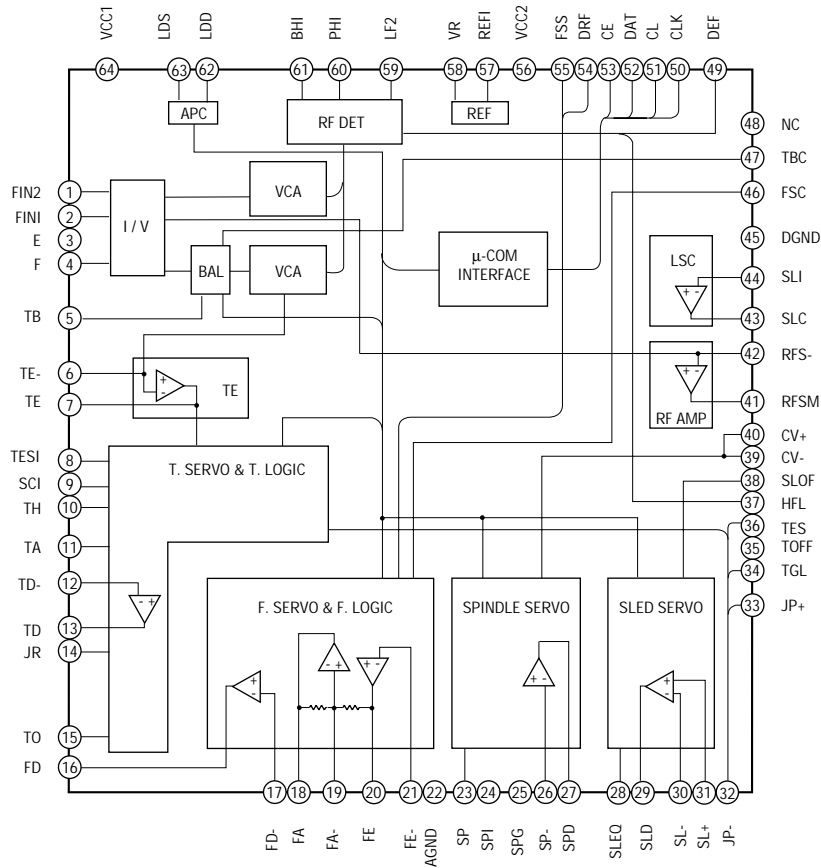 VCC1
LDS
LDD
BHI
PHI
LF2
VR
REFI
VCC2
FSS
DRF
CE
DAT
CL
CLK
DEF
64
63
62
61
60
59
58
57
56
55
54
53
52
51
50
49
APC
RF DET
REF
FIN2 1
FINI 2
E 3
F 4
TB 5
TE- 6
TE 7
TESI 8
SCI 9
TH 10
TA 11
TD- 12
TD 13
JR 14
TO 15
FD 16
I / V
VCA
BAL
VCA
μ-COM
INTERFACE
LSC
+ -
RF AMP
+ -
TE
+
-
T. SERVO & T. LOGIC
- +
F. SERVO & F. LOGIC
+
-
- +
+ -
SPINDLE SERVO
+ -
SLED SERVO
+
-
48 NC
47 TBC
46 FSC
45 DGND
44 SLI
43 SLC
42 RFS-
41 RFSM
40 CV+
39 CV-
38 SLOF
37 HFL
36 TES
35 TOFF
34 TGL
33 JP+
17
18
19
20
21
22
23
24
25
26
27
28
29
30
31
32
FD-
FA
FA-
FE
FE-
AGND
SP
SPI
SPG
SP-
SPD
SLEQ
SLD
SL-
SL+
JP-